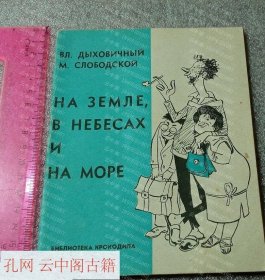 ВЛ. ДЫХОВИЧНЫЙ
М. СЛОБОДСКОЙ
НА ЗЕМЛЕ,
В НЕБЕСАХ
И
НА МОРЕ
БИБЛИОТЕКА КРОКОДИЛА
孔网 云中阁古籍